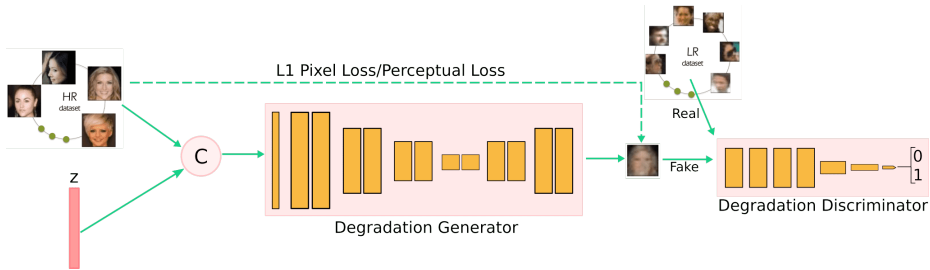 L1 Pixel Loss/Perceptual Loss
HR
dataset
LR
dataset
Real
C
Fake
0
1
z
Degradation Generator
Degradation Discriminator